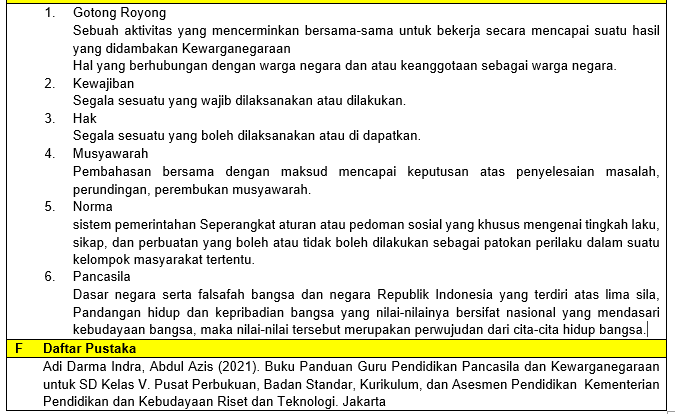 1. Gotong Royong
Sebuah aktivitas yang mencerminkan bersama-sama untuk bekerja secara mencapai suatu hasil
yang didambakan Kewarganegaraan
Hal yang berhubungan dengan warga negara dan atau keanggotaan sebagai warga negara.
2. Kewajiban
Segala sesuatu yang wajib dilaksanakan atau dilakukan.
3. Hak
Segala sesuatu yang boleh dilaksanakan atau di dapatkan.
4. Musyawarah
Pembahasan bersama dengan maksud mencapai keputusan atas penyelesaian masalah,
perundingan, perembukan musyawarah.
5. Norma
sistem pemerintahan Seperangkat aturan atau pedoman sosial yang khusus mengenai tingkah laku,
sikap, dan perbuatan yang boleh atau tidak boleh dilakukan sebagai patokan perilaku dalam suatu
kelompok masyarakat tertentu.
6. Pancasila
Dasar negara serta falsafah bangsa dan negara Republik Indonesia yang terdiri atas lima sila,
Pandangan hidup dan kepribadian bangsa yang nilai-nilainya bersifat nasional yang mendasari
kebudayaan bangsa, maka nilai-nilai tersebut merupakan perwujudan dari cita-cita hidup bangsa.
F Daftar Pustaka
Adi Darma Indra, Abdul Azis (2021). Buku Panduan Guru Pendidikan Pancasila dan Kewarganegaraan
untuk SD Kelas V. Pusat Perbukuan, Badan Standar, Kurikulum, dan Asesmen Pendidikan Kementerian
Pendidikan dan Kebudayaan Riset dan Teknologi. Jakarta